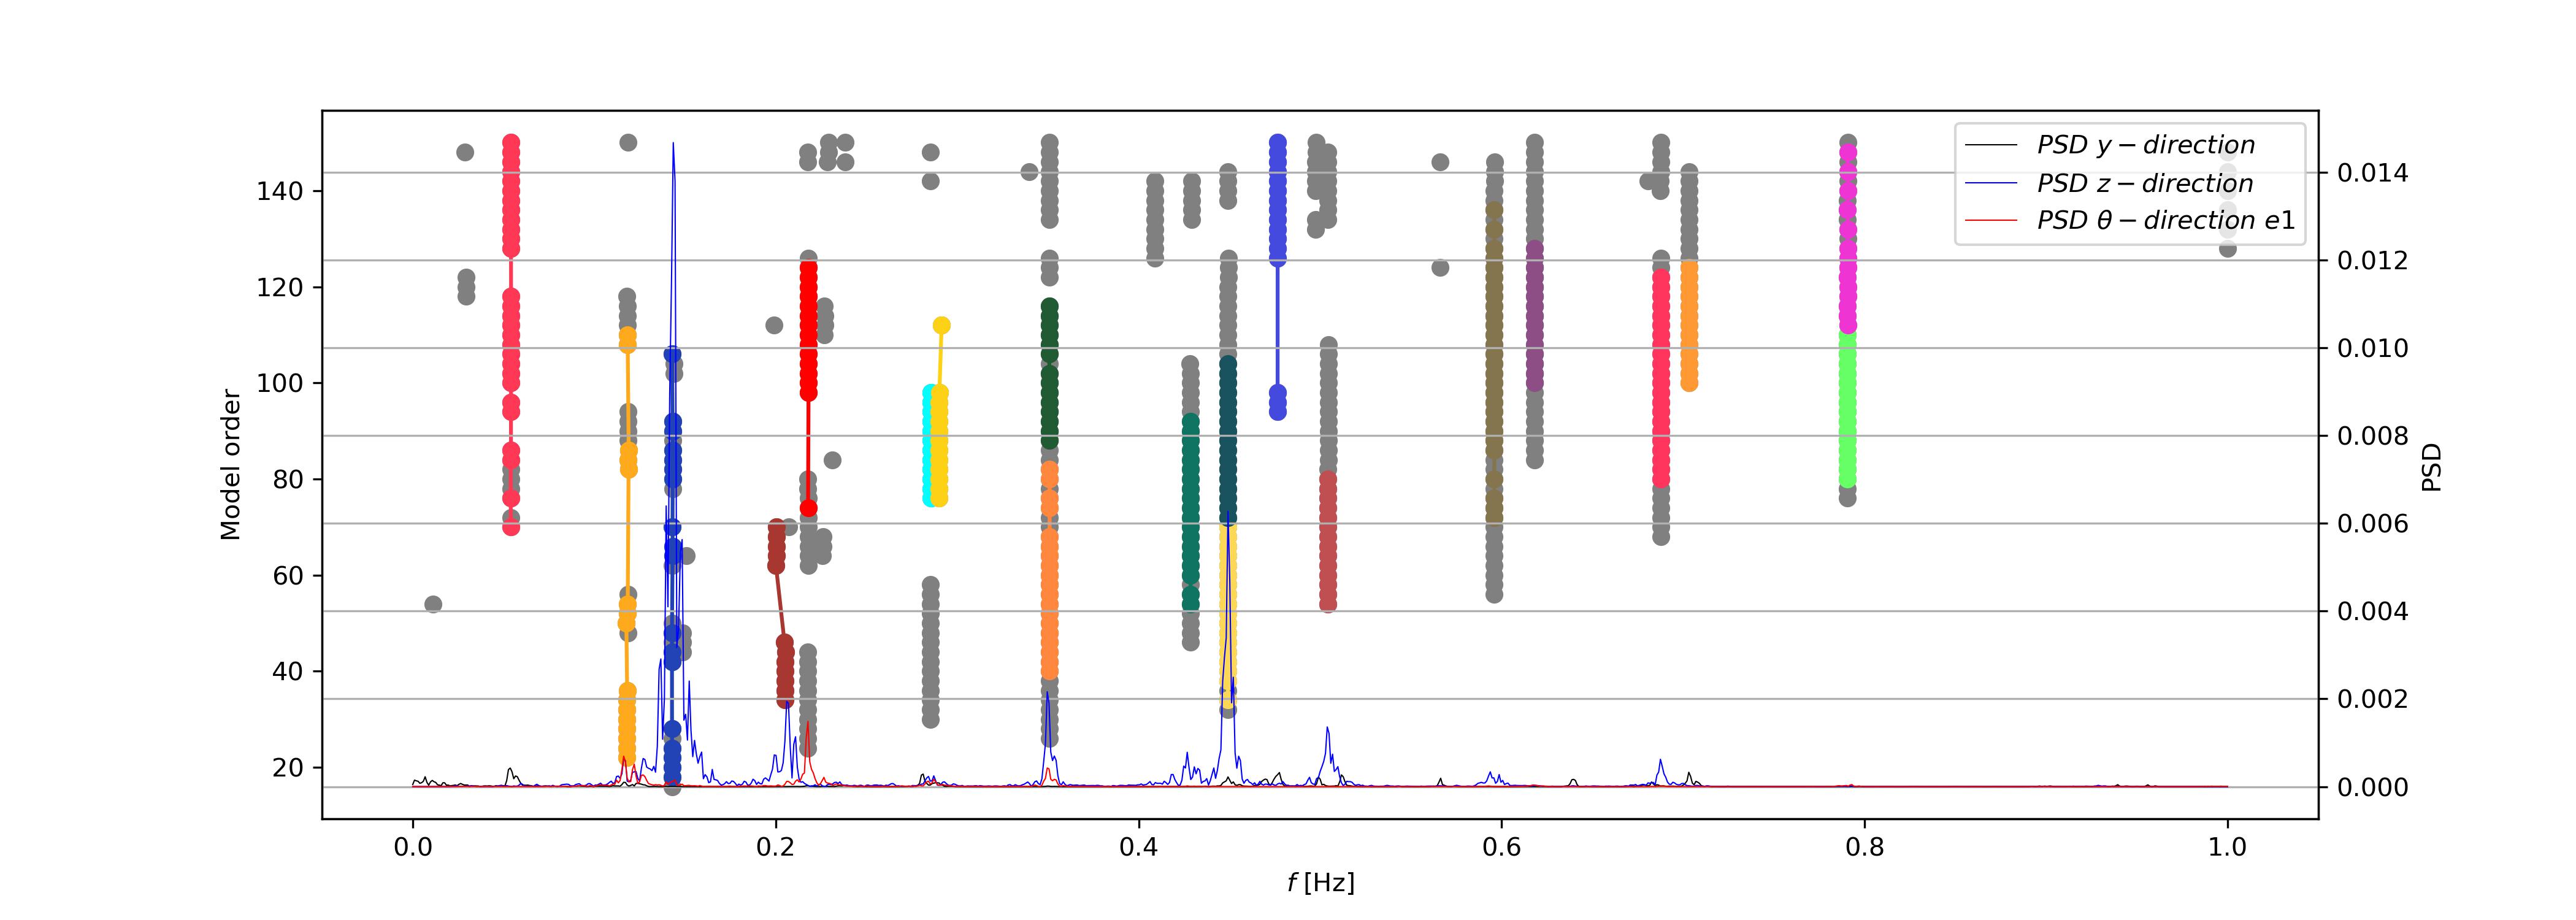 PSD y − direction
PSD z − direction
PSD θ − direction e1
140
120
100
80
60
40
20
Model order
0.014
0.012
0.010
0.008
0.006
0.004
0.002
0.000
PSD
0.0 0.2 0.4 0.6 0.8 1.0
f [Hz]